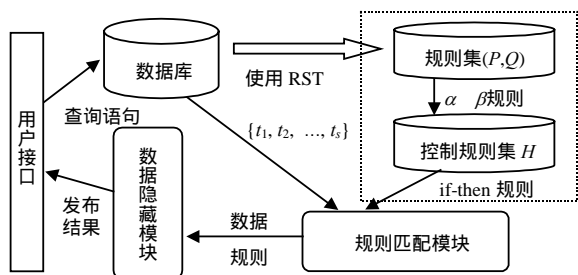 数据库
规则集(P,Q)
使用 RST
α β规则
用户接口
查询语句
{t1, t2, …, ts}
控制规则集 H
数据隐藏模块
if-then 规则
发布
结果
数据
规则
规则匹配模块